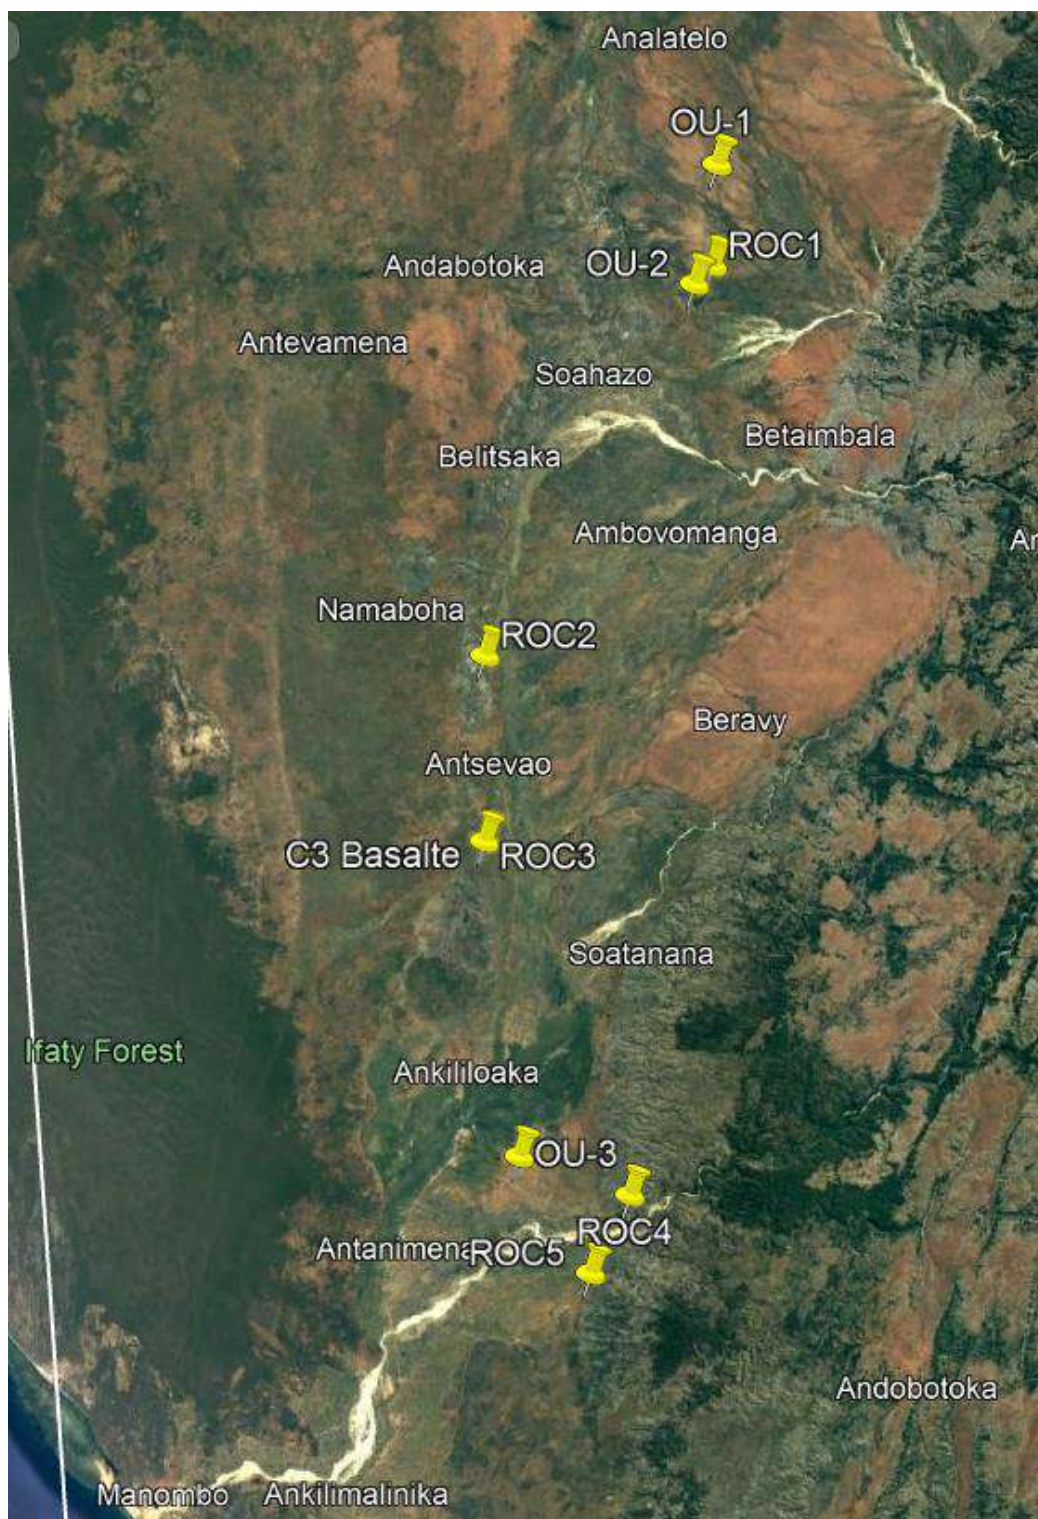 Analatelo
OU-1
ROC1
OU-2
Andabotoka
Antevamena
Soahazo
Betaimbala
Belitsaka
Ambovomanga
Namaboha
ROC2
Beravy
Antsevao
C3 Basalte
ROC3
Soatanana
Ifaty Forest
Ankililoaka
OU-3
ROC4
Antanimena
ROC5
Andobotoka
Manombo
Ankilimalinika